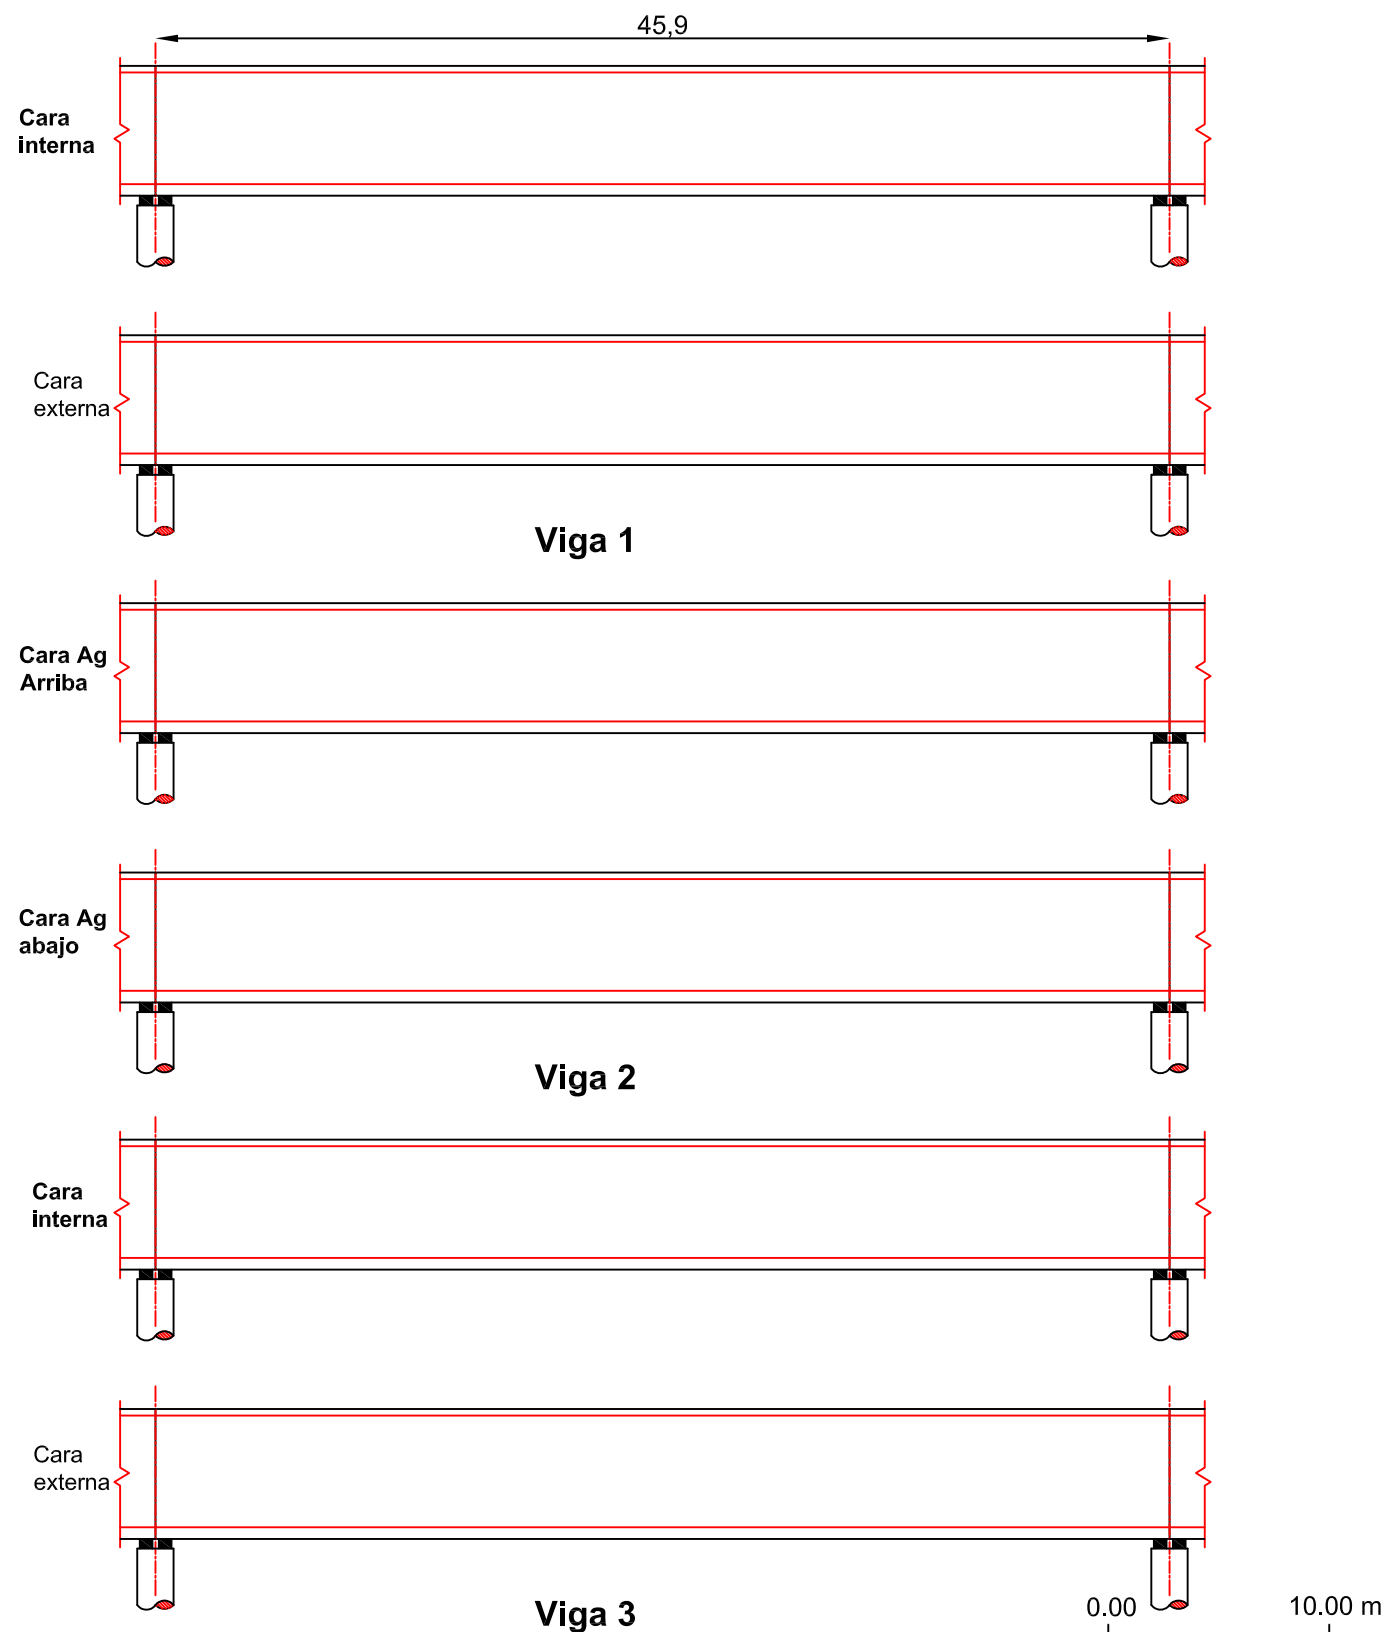 45,9
Cara
interna
Cara
externa
Viga 1
Cara Ag
Arriba
Cara Ag
abajo
Viga 2
Cara
interna
Cara
externa
Viga 3
0.00 10.00 m